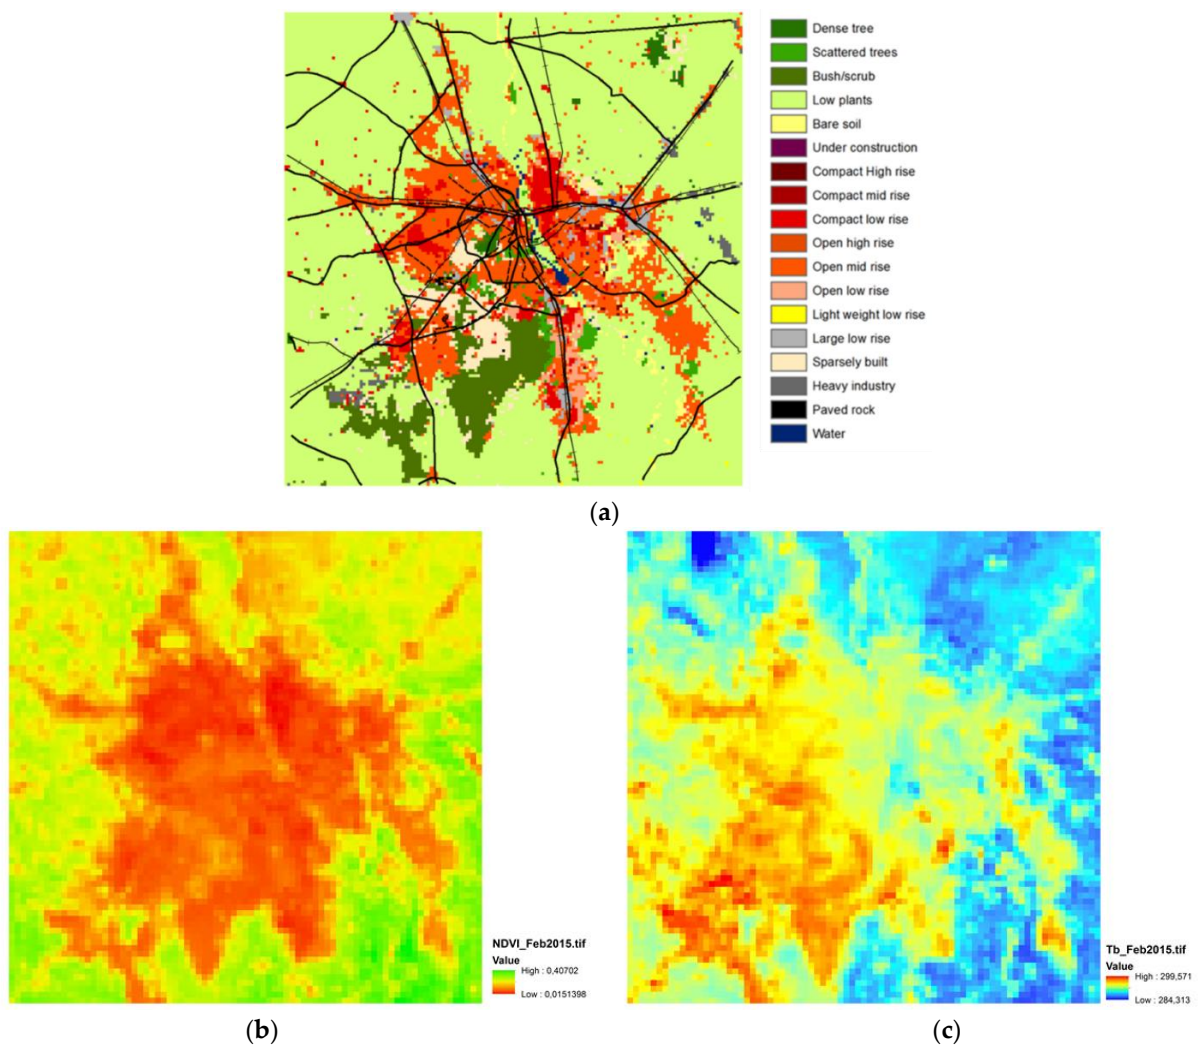 Dense tree
Scattered trees
Bush/scrub
Low plants
Bare soil
Under construction
Compact High rise
Compact mid rise
Compact low rise
Open high rise
Open mid rise
Open low rise
Light weight low rise
Large low rise
Sparsely built
Heavy industry
Paved rock
Water
(a)
NDVI_Feb2015.tif
Value
High : 0,40702
Low : 0,0151398
Tb_Feb2015.tif
Value
High : 299,571
Low : 284,313
(b)
(c)